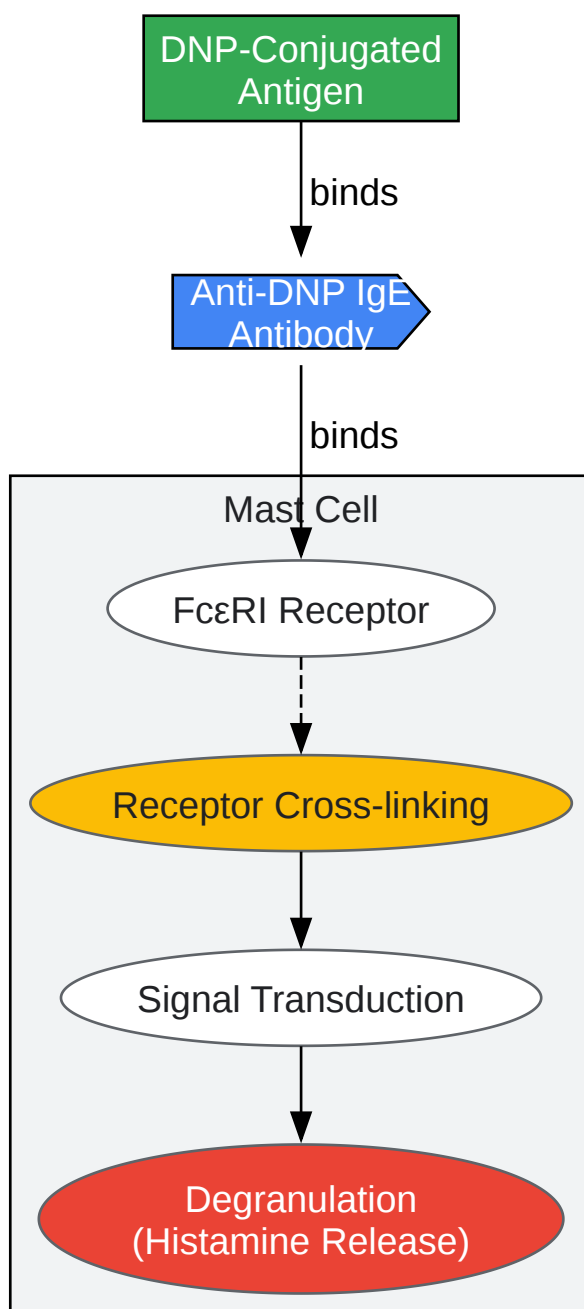 DNP-Conjugated
Antigen
binds
Anti-DNP IgE
Antibody
binds
Mast Cell
FcεRI Receptor
Receptor Cross-linking
Signal Transduction
Degranulation
(Histamine Release)